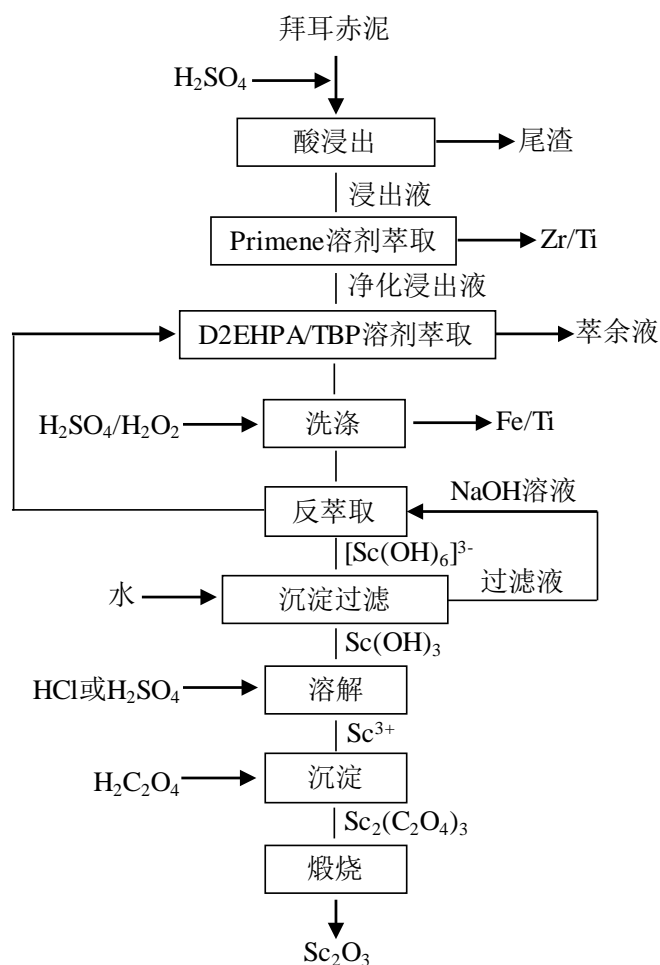 拜耳赤泥
H₂SO₄
酸浸出
尾渣
浸出液
Primene溶剂萃取
Zr/Ti
净化浸出液
D2EHPA/TBP溶剂萃取
萃余液
H₂SO₄/H₂O₂
洗涤
Fe/Ti
NaOH溶液
反萃取
[Sc(OH)₆]³⁻
过滤液
水
沉淀过滤
Sc(OH)₃
HCl或H₂SO₄
溶解
Sc³⁺
H₂C₂O₄
沉淀
Sc₂(C₂O₄)₃
煅烧
Sc₂O₃